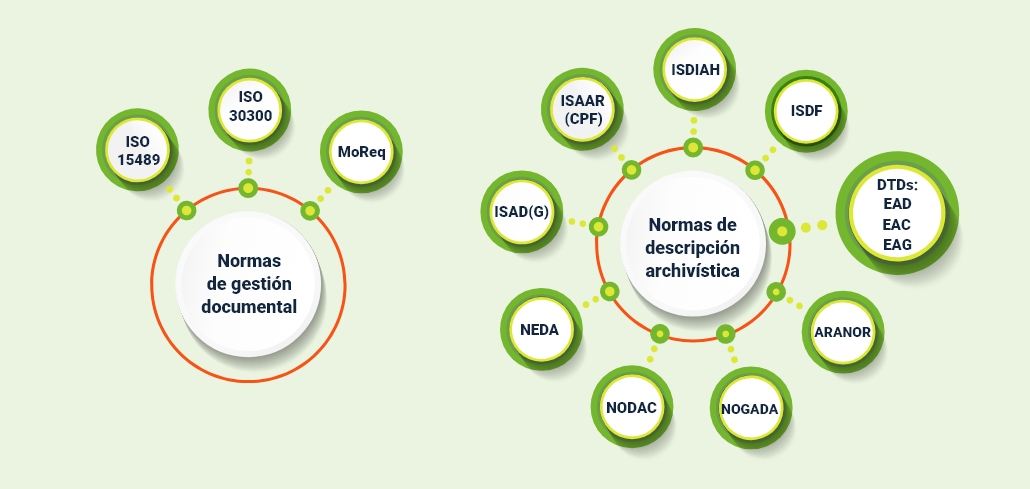 ISO
15489
ISO
30300
MoReq
Normas
de gestión
documental
ISAD(G)
ISAAR
(CPF)
ISDIAH
ISDF
DTDs:
EAD
EAC
EAG
ARANOR
NOGADA
NODAC
NEDA
Normas de
descripción
archivística